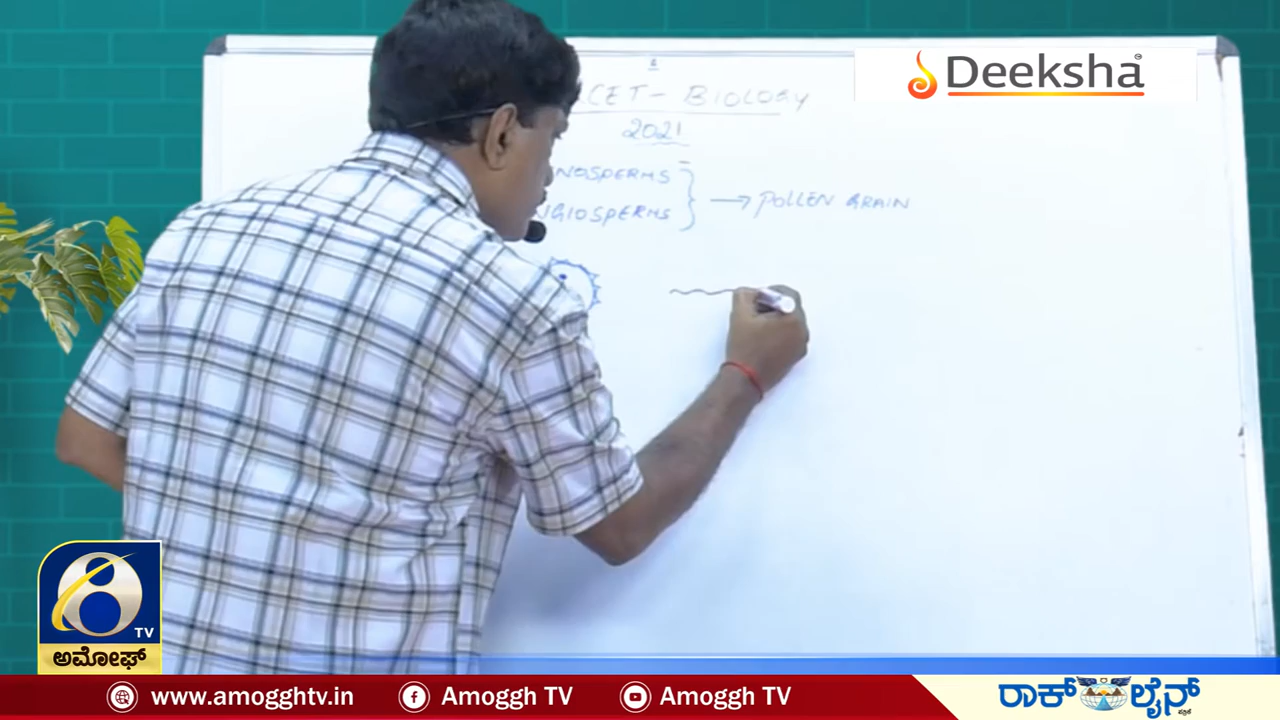 Deeksha
CET - BIOLOGY
2021
NOSPERMS
GIOSPERMS
→ POLLEN GRAIN
8
TV
ಅಮೋಘ್
www.amogghtv.in
Amoggh TV
Amoggh TV
ರಾಕ್ ಲೈನ್